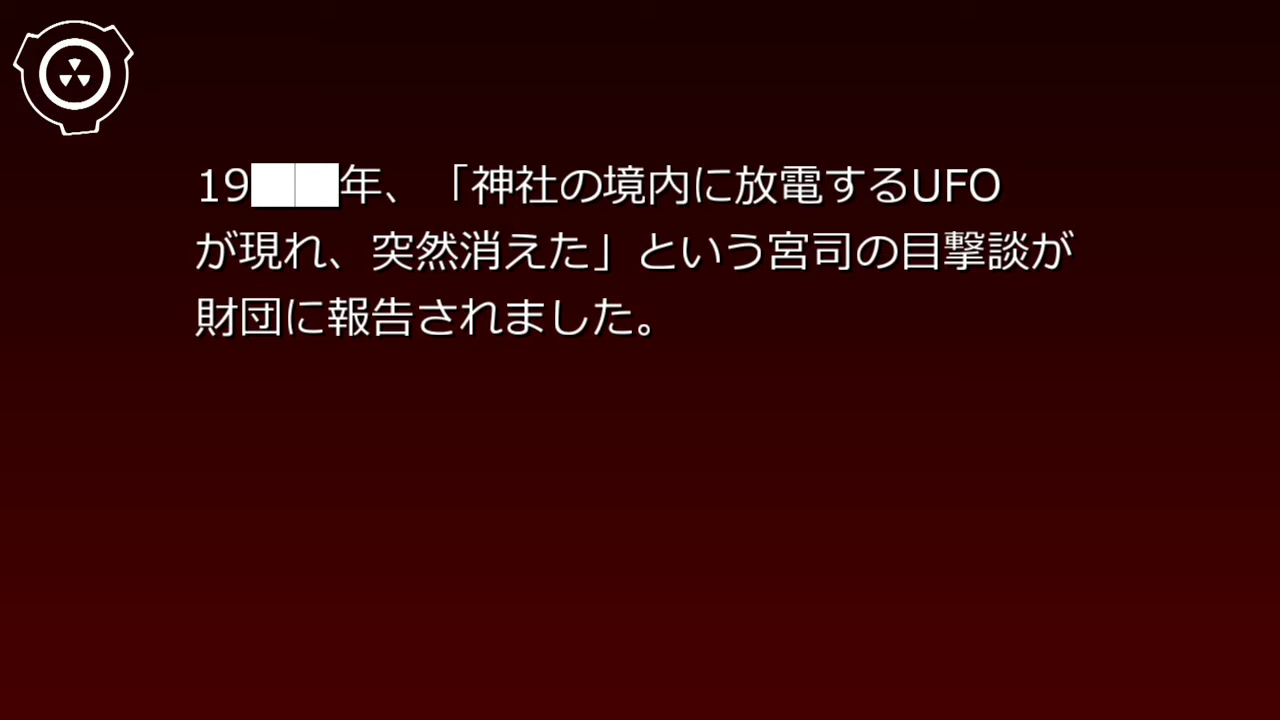 19██年、「神社の境内に放電するUFO
が現れ、突然消えた」という宮司の目撃談が
財団に報告されました。